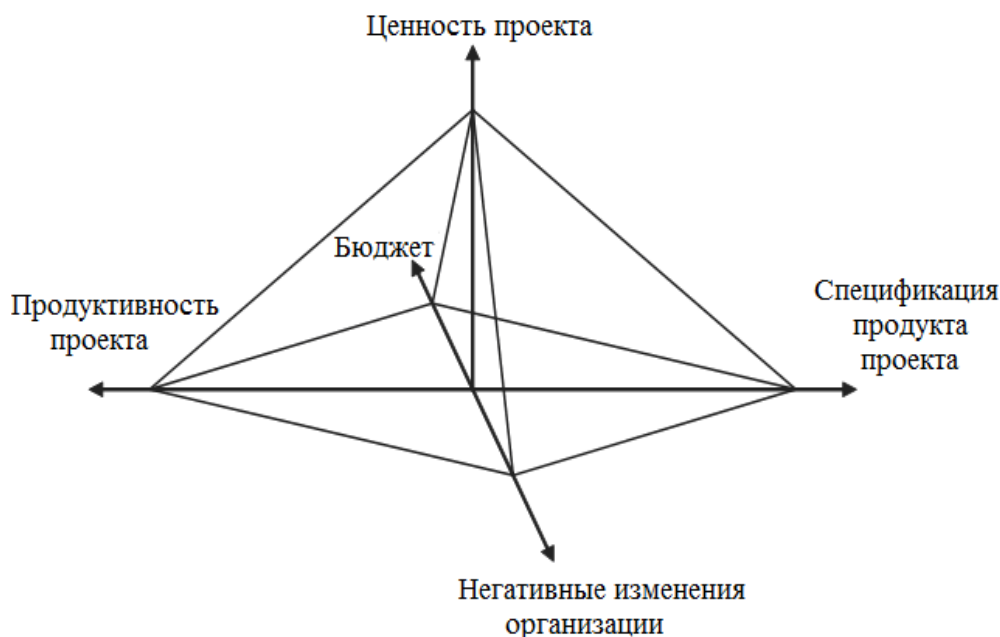 Ценность проекта
Бюджет
Продуктивность
проекта
Спецификация
продукта
проекта
Негативные изменения
организации